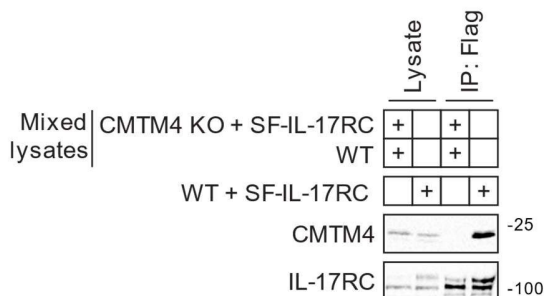 Lysate
IP: Flag
Mixed lysates
CMTM4 KO + SF-IL-17RC + +
WT + +
WT + SF-IL-17RC + +
CMTM4 -25
IL-17RC -100